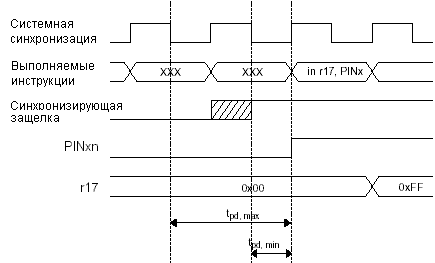 Системная
синхронизация
Выполняемые
инструкции
XXX
XXX
in r17, PINx
Синхронизирующая
защелка
PINxn
r17
0x00
0xFF
tpd, max
tpd, min